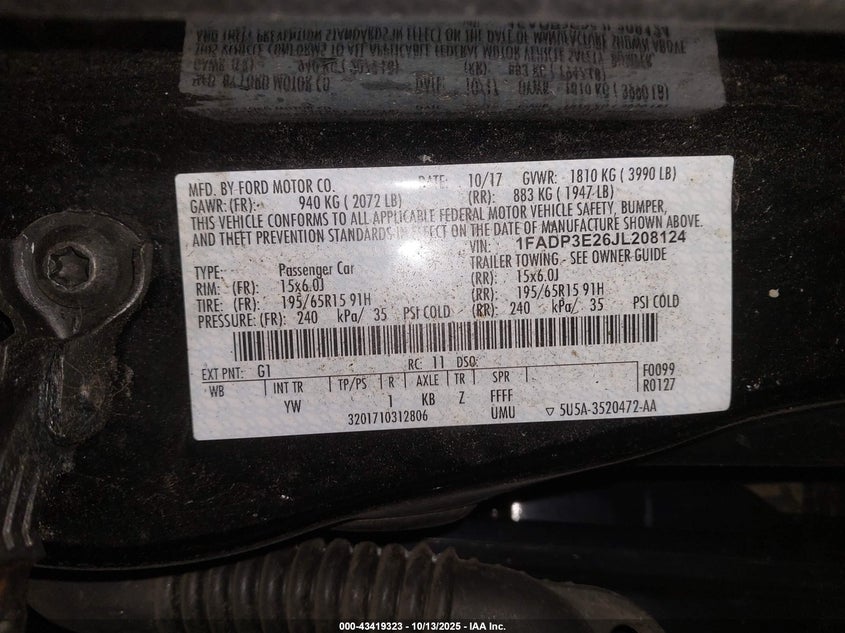 MFD. BY FORD MOTOR CO. DATE: 10/17 GVWR: 1810 KG ( 3990 LB)
GAWR: (FR): 940 KG ( 2072 LB) (RR): 883 KG ( 1947 LB)
THIS VEHICLE CONFORMS TO ALL APPLICABLE FEDERAL MOTOR VEHICLE SAFETY, BUMPER,
AND THEFT PREVENTION STANDARDS IN EFFECT ON THE DATE OF MANUFACTURE SHOWN ABOVE.
VIN: 1FADP3E26JL208124
TYPE: Passenger Car TRAILER TOWING - SEE OWNER GUIDE
RIM: (FR): 15x6.0J (RR): 15x6.0J
TIRE: (FR): 195/65R15 91H (RR): 195/65R15 91H
PRESSURE: (FR): 240 kPa/ 35 PSI COLD (RR): 240 kPa/ 35 PSI COLD
EXT PNT: G1 RC: 11 DSO: F0099
WB INT TR TP/PS R AXLE TR SPR R0127
YW 1 KB Z FFFF
3201710312806 UMU ▽ 5U5A-3520472-AA
000-43419323 - 10/13/2025 - IAA Inc.